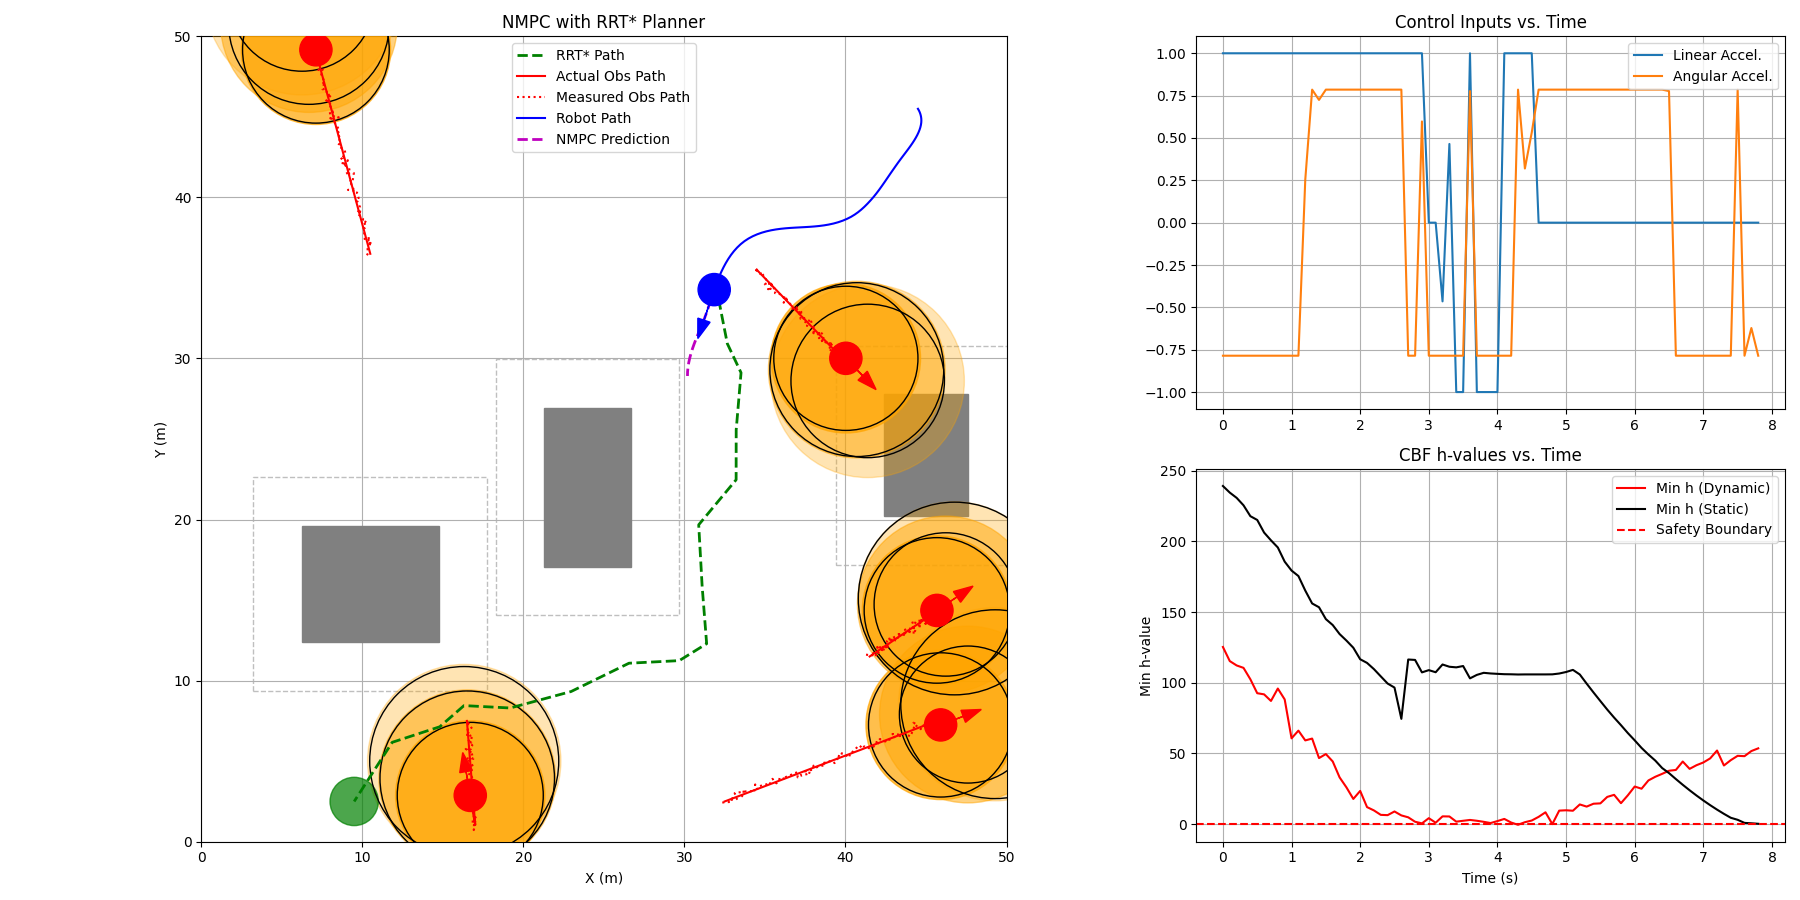 NMPC with RRT* Planner
RRT* Path
Actual Obs Path
Measured Obs Path
Robot Path
NMPC Prediction
Y (m)
50
40
30
20
10
0
0 10 20 30 40 50
X (m)
Control Inputs vs. Time
Linear Accel.
Angular Accel.
1.00
0.75
0.50
0.25
0.00
−0.25
−0.50
−0.75
−1.00
0 1 2 3 4 5 6 7 8
CBF h-values vs. Time
Min h (Dynamic)
Min h (Static)
Safety Boundary
Min h-value
250
200
150
100
50
0
0 1 2 3 4 5 6 7 8
Time (s)